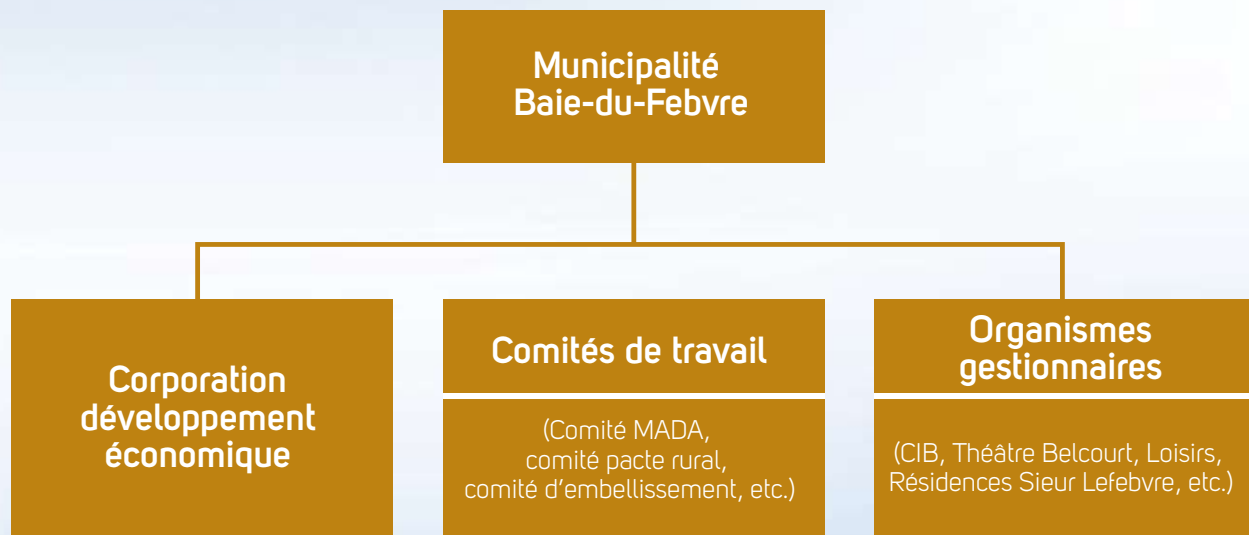 Municipalité
Baie-du-Febvre
Corporation
développement
économique
Comités de travail
(Comité MADA,
comité pacte rural,
comité d'embellissement, etc.)
Organismes
gestionnaires
(CIB, Théâtre Belcourt, Loisirs,
Résidences Sieur Lefebvre, etc.)